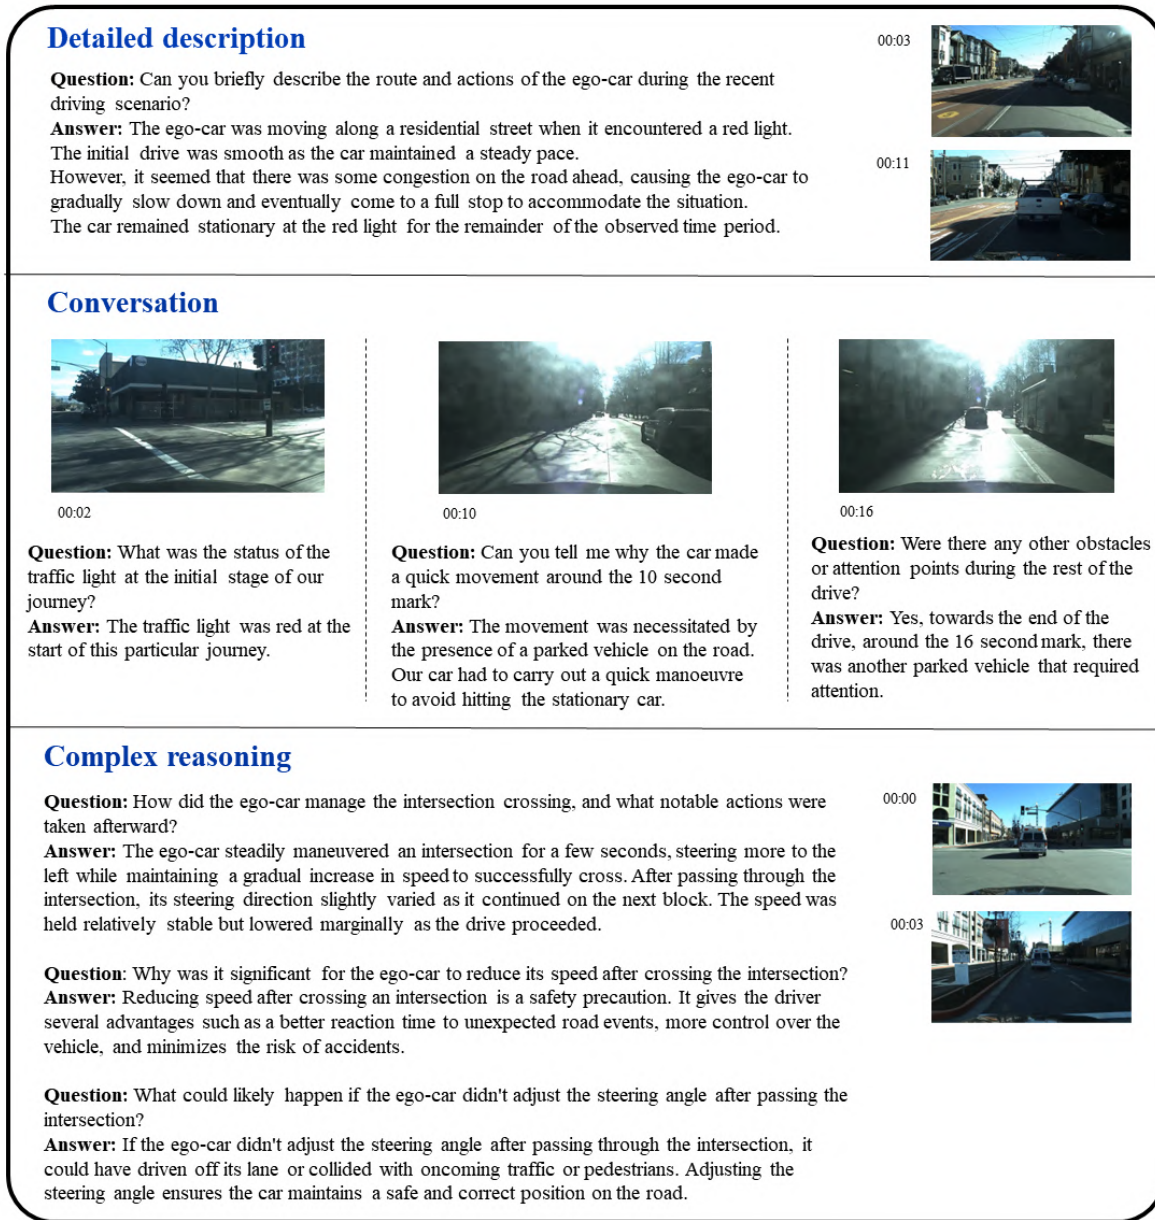 Detailed description
00:03
Question: Can you briefly describe the route and actions of the ego-car during the recent
driving scenario?
Answer: The ego-car was moving along a residential street when it encountered a red light.
The initial drive was smooth as the car maintained a steady pace.
00:11
However, it seemed that there was some congestion on the road ahead, causing the ego-car to
gradually slow down and eventually come to a full stop to accommodate the situation.
The car remained stationary at the red light for the remainder of the observed time period.
Conversation
00:02
Question: What was the status of the
traffic light at the initial stage of our
journey?
Answer: The traffic light was red at the
start of this particular journey.
00:10
Question: Can you tell me why the car made
a quick movement around the 10 second
mark?
Answer: The movement was necessitated by
the presence of a parked vehicle on the road.
Our car had to carry out a quick manoeuvre
to avoid hitting the stationary car.
00:16
Question: Were there any other obstacles
or attention points during the rest of the
drive?
Answer: Yes, towards the end of the
drive, around the 16 second mark, there
was another parked vehicle that required
attention.
Complex reasoning
00:00
Question: How did the ego-car manage the intersection crossing, and what notable actions were
taken afterward?
Answer: The ego-car steadily maneuvered an intersection for a few seconds, steering more to the
left while maintaining a gradual increase in speed to successfully cross. After passing through the
intersection, its steering direction slightly varied as it continued on the next block. The speed was
held relatively stable but lowered marginally as the drive proceeded.
00:03
Question: Why was it significant for the ego-car to reduce its speed after crossing the intersection?
Answer: Reducing speed after crossing an intersection is a safety precaution. It gives the driver
several advantages such as a better reaction time to unexpected road events, more control over the
vehicle, and minimizes the risk of accidents.
Question: What could likely happen if the ego-car didn't adjust the steering angle after passing the
intersection?
Answer: If the ego-car didn't adjust the steering angle after passing through the intersection, it
could have driven off its lane or collided with oncoming traffic or pedestrians. Adjusting the
steering angle ensures the car maintains a safe and correct position on the road.